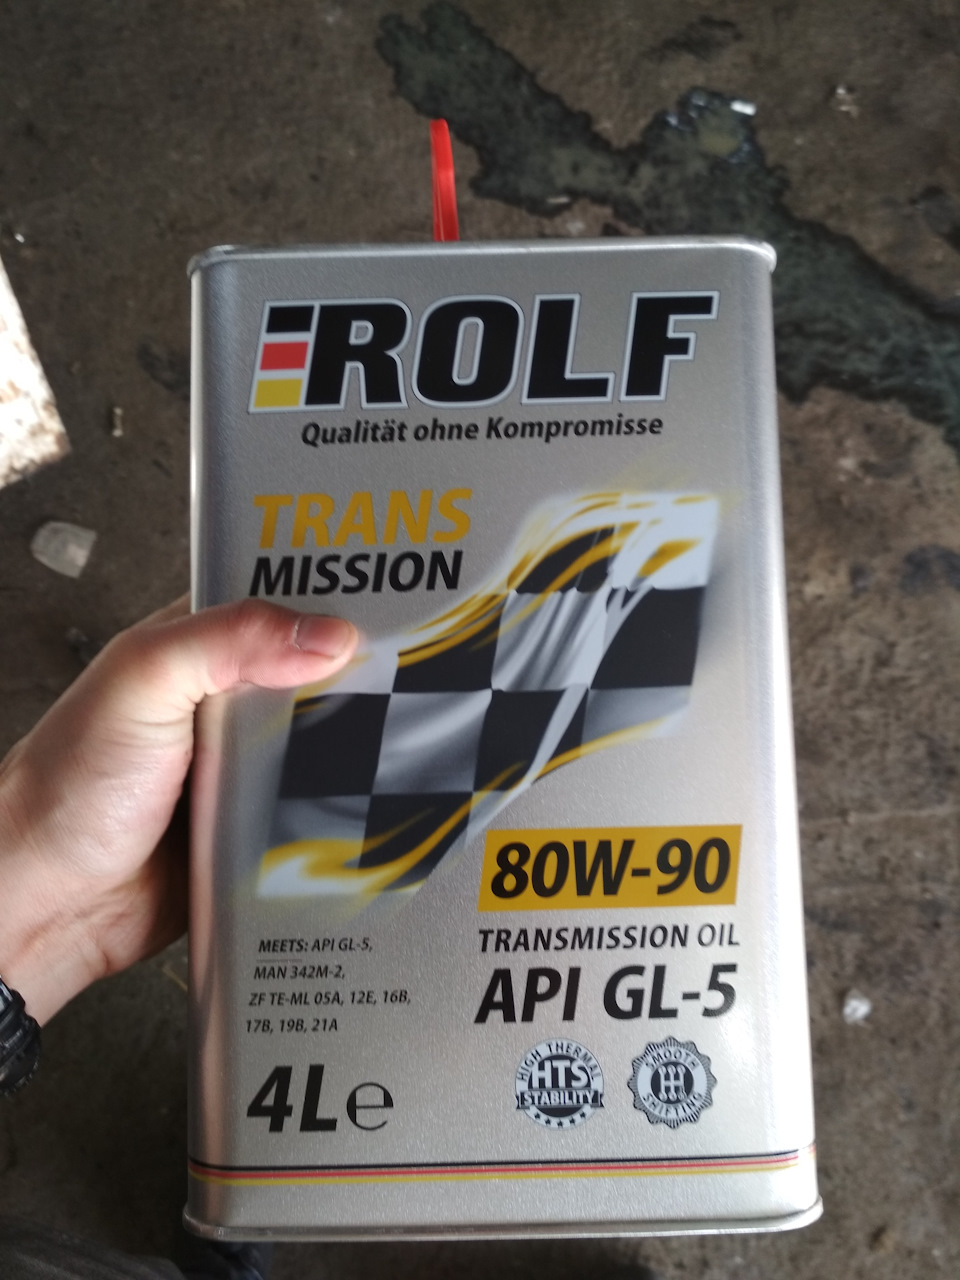 ROLF
Qualität ohne Kompromisse
TRANS
MISSION
80W-90
TRANSMISSION OIL
API GL-5
MEETS: API GL-5,
MAN 342M-2,
ZF TE-ML 05A, 12E, 16B,
17B, 19B, 21A
4L℮
HIGH THERMAL
HTS
STABILITY
SMOOTH
SHIFTING